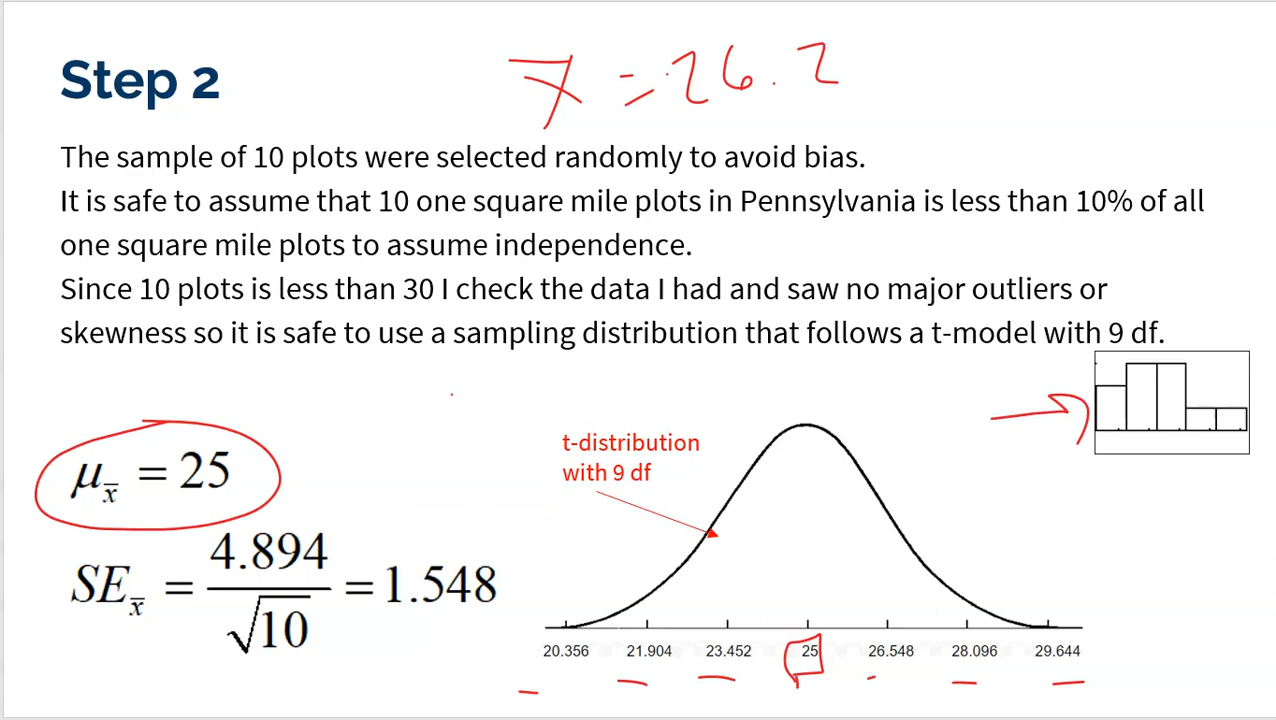 Step 2
x̄ = 26.2
The sample of 10 plots were selected randomly to avoid bias.
It is safe to assume that 10 one square mile plots in Pennsylvania is less than 10% of all
one square mile plots to assume independence.
Since 10 plots is less than 30 I check the data I had and saw no major outliers or
skewness so it is safe to use a sampling distribution that follows a t-model with 9 df.
t-distribution
with 9 df
μx̄ = 25
SEx̄ = 4.894/√10 = 1.548
20.356 21.904 23.452 25 26.548 28.096 29.644